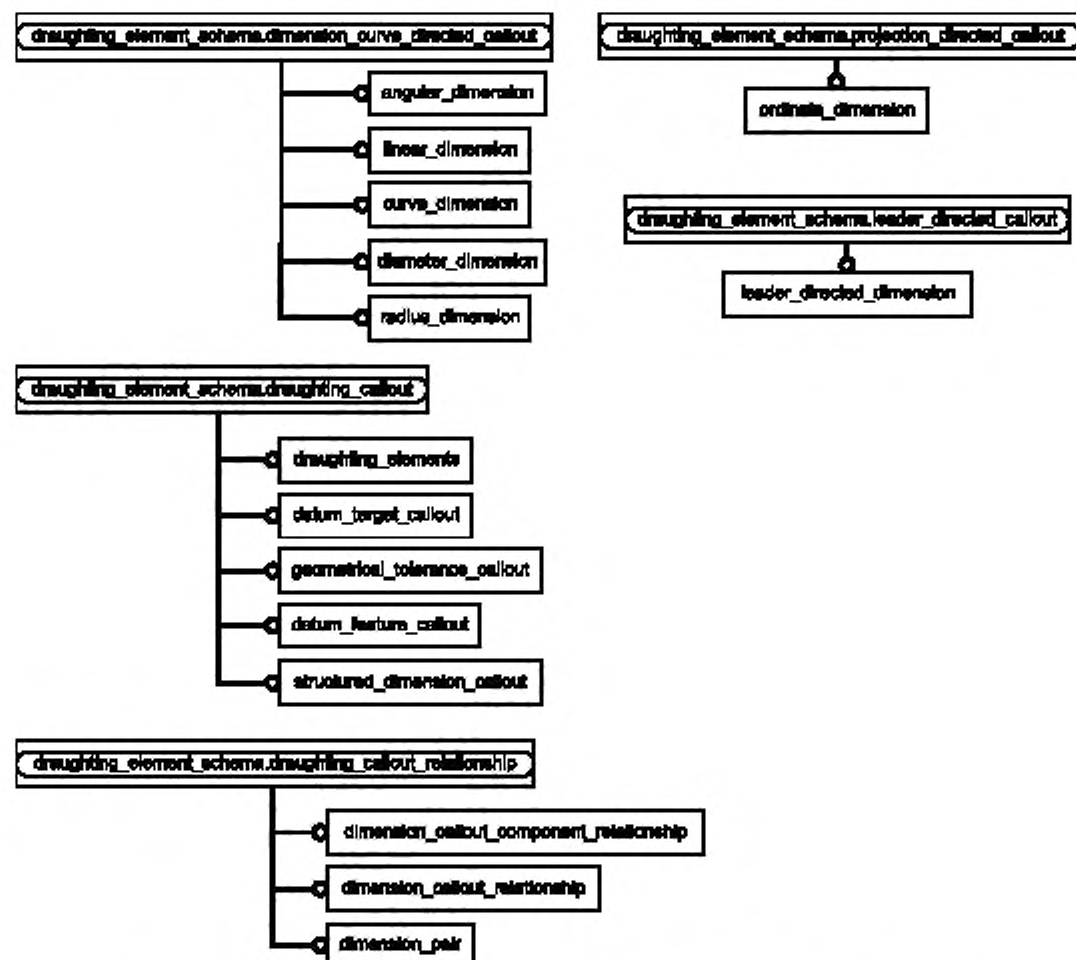 draughting_element_schema.dimension_curve_directed_callout
angular_dimension
linear_dimension
curve_dimension
diameter_dimension
radius_dimension
draughting_element_schema.projection_directed_callout
ordinate_dimension
draughting_element_schema.leader_directed_callout
leader_directed_dimension
draughting_element_schema.draughting_callout
draughting_elements
datum_target_callout
geometrical_tolerance_callout
datum_feature_callout
structured_dimension_callout
draughting_element_schema.draughting_callout_relationship
dimension_callout_component_relationship
dimension_callout_relationship
dimension_pair